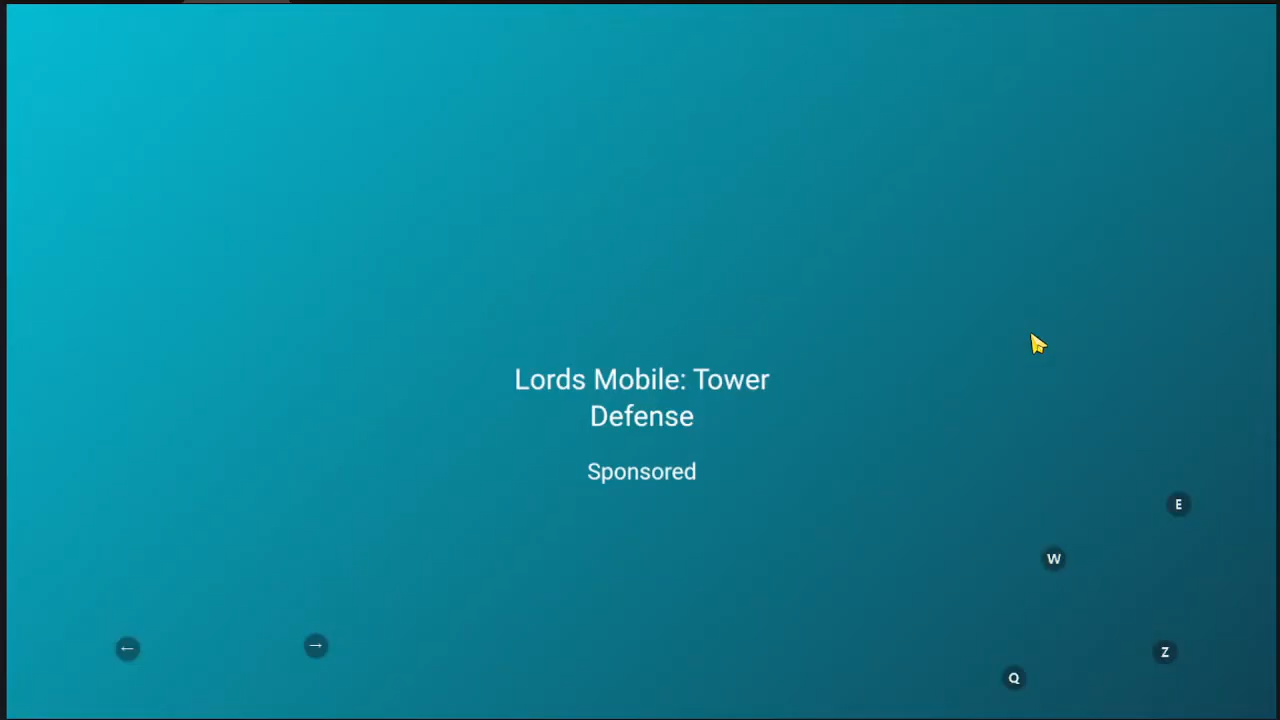 Lords Mobile: Tower
Defense
Sponsored
E
W
← →
Z
Q